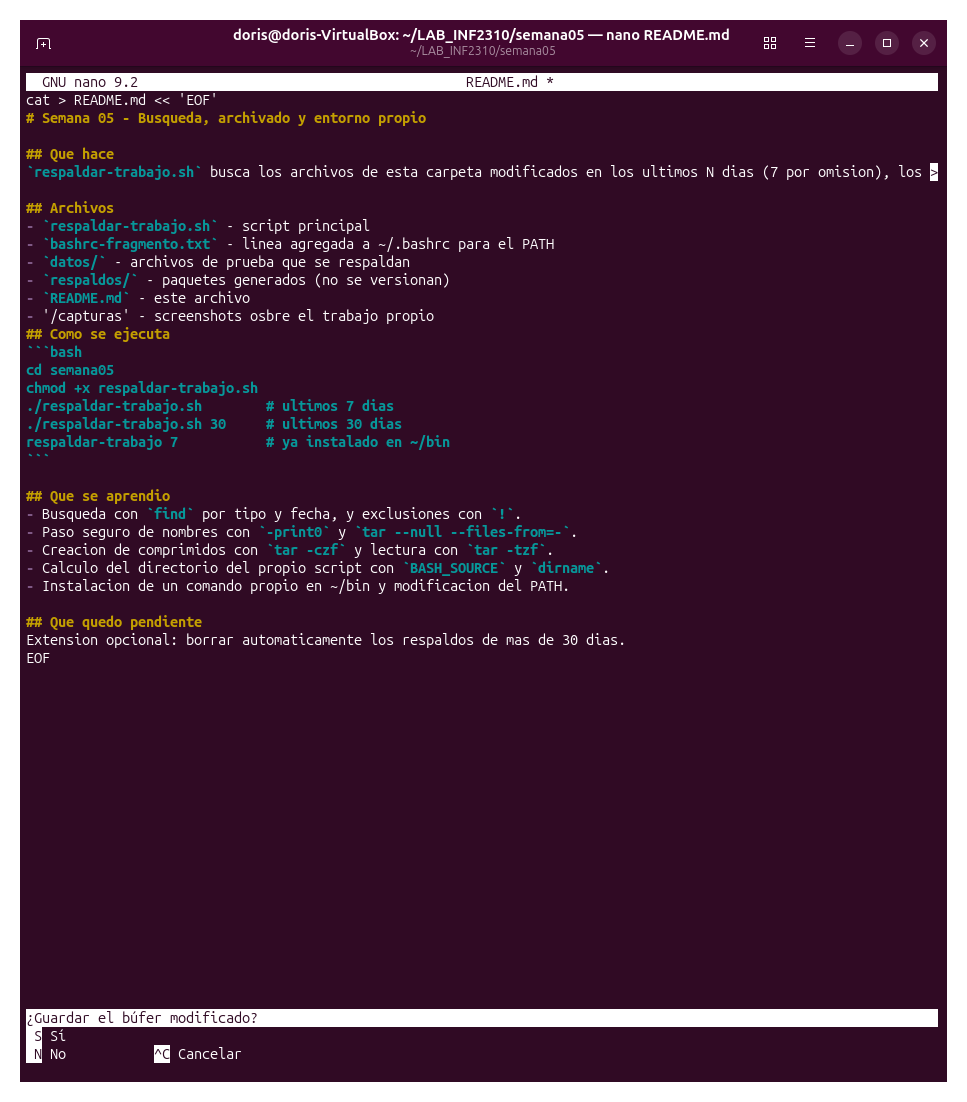 doris@doris-VirtualBox: ~/LAB_INF2310/semana05 — nano README.md
~/LAB_INF2310/semana05
GNU nano 9.2 README.md *
cat > README.md << 'EOF'
# Semana 05 - Busqueda, archivado y entorno propio
## Que hace
`respaldar-trabajo.sh` busca los archivos de esta carpeta modificados en los ultimos N dias (7 por omision), los >
## Archivos
- `respaldar-trabajo.sh` - script principal
- `bashrc-fragmento.txt` - linea agregada a ~/.bashrc para el PATH
- `datos/` - archivos de prueba que se respaldan
- `respaldos/` - paquetes generados (no se versionan)
- `README.md` - este archivo
- '/capturas' - screenshots osbre el trabajo propio
## Como se ejecuta
```bash
cd semana05
chmod +x respaldar-trabajo.sh
./respaldar-trabajo.sh        # ultimos 7 dias
./respaldar-trabajo.sh 30     # ultimos 30 dias
respaldar-trabajo 7           # ya instalado en ~/bin
```
## Que se aprendio
- Busqueda con `find` por tipo y fecha, y exclusiones con `!`.
- Paso seguro de nombres con `-print0` y `tar --null --files-from=-`.
- Creacion de comprimidos con `tar -czf` y lectura con `tar -tzf`.
- Calculo del directorio del propio script con `BASH_SOURCE` y `dirname`.
- Instalacion de un comando propio en ~/bin y modificacion del PATH.
## Que quedo pendiente
Extension opcional: borrar automaticamente los respaldos de mas de 30 dias.
EOF
¿Guardar el búfer modificado?
S Sí
N No ^C Cancelar